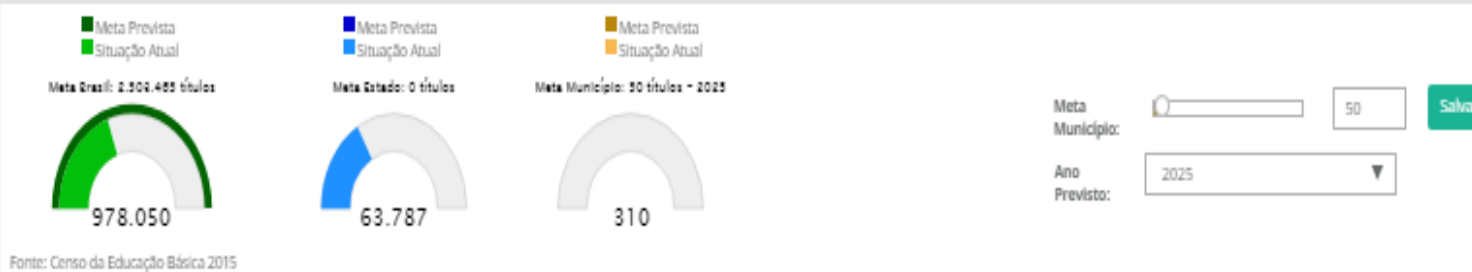 Meta Prevista
Situação Atual
Meta Brasil: 2.502.465 títulos
978.050
Meta Prevista
Situação Atual
Meta Estado: 0 títulos
63.787
Meta Prevista
Situação Atual
Meta Município: 50 títulos - 2025
310
Meta Município:
50
Salva
Ano Previsto:
2025
Fonte: Censo da Educação Básica 2015